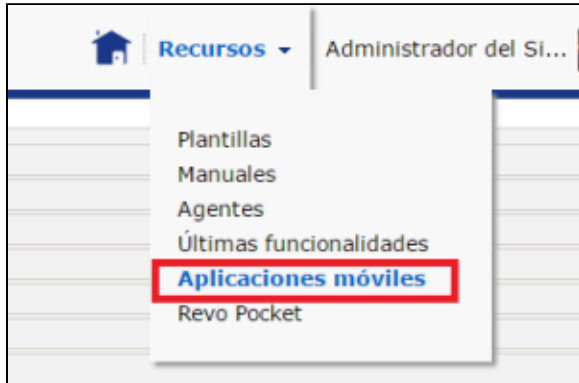 Recursos Administrador del Si...
Plantillas
Manuales
Agentes
Últimas funcionalidades
Aplicaciones móviles
Revo Pocket